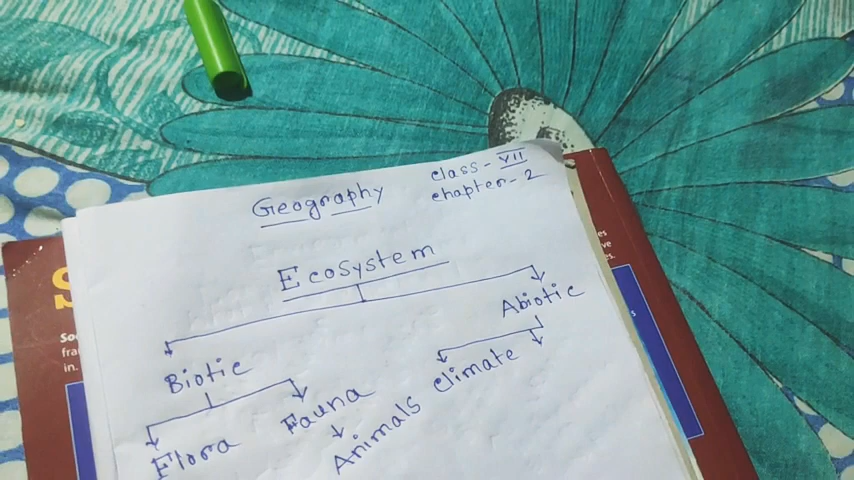 Geography
class - VII
chapter - 2
Ecosystem
Biotic
Abiotic
Flora
Fauna
climate
Animals